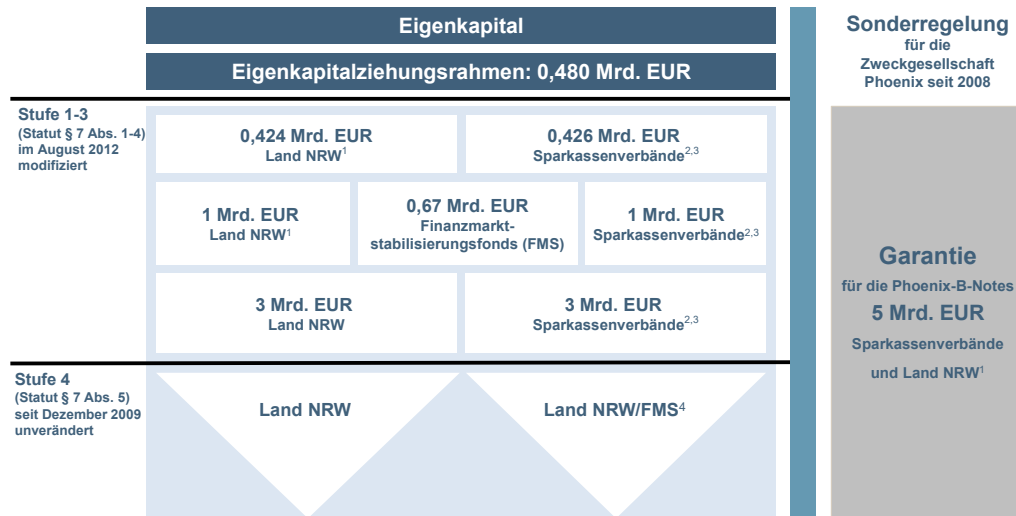 Eigenkapital
Eigenkapitalziehungsrahmen: 0,480 Mrd. EUR
Sonderregelung
für die
Zweckgesellschaft
Phoenix seit 2008
Stufe 1-3
(Statut § 7 Abs. 1-4)
im August 2012
modifiziert
0,424 Mrd. EUR
Land NRW¹
0,426 Mrd. EUR
Sparkassenverbände²,³
1 Mrd. EUR
Land NRW¹
0,67 Mrd. EUR
Finanzmarkt-
stabilisierungsfonds (FMS)
1 Mrd. EUR
Sparkassenverbände²,³
3 Mrd. EUR
Land NRW
3 Mrd. EUR
Sparkassenverbände²,³
Garantie
für die Phoenix-B-Notes
5 Mrd. EUR
Sparkassenverbände
und Land NRW¹
Stufe 4
(Statut § 7 Abs. 5)
seit Dezember 2009
unverändert
Land NRW
Land NRW/FMS⁴